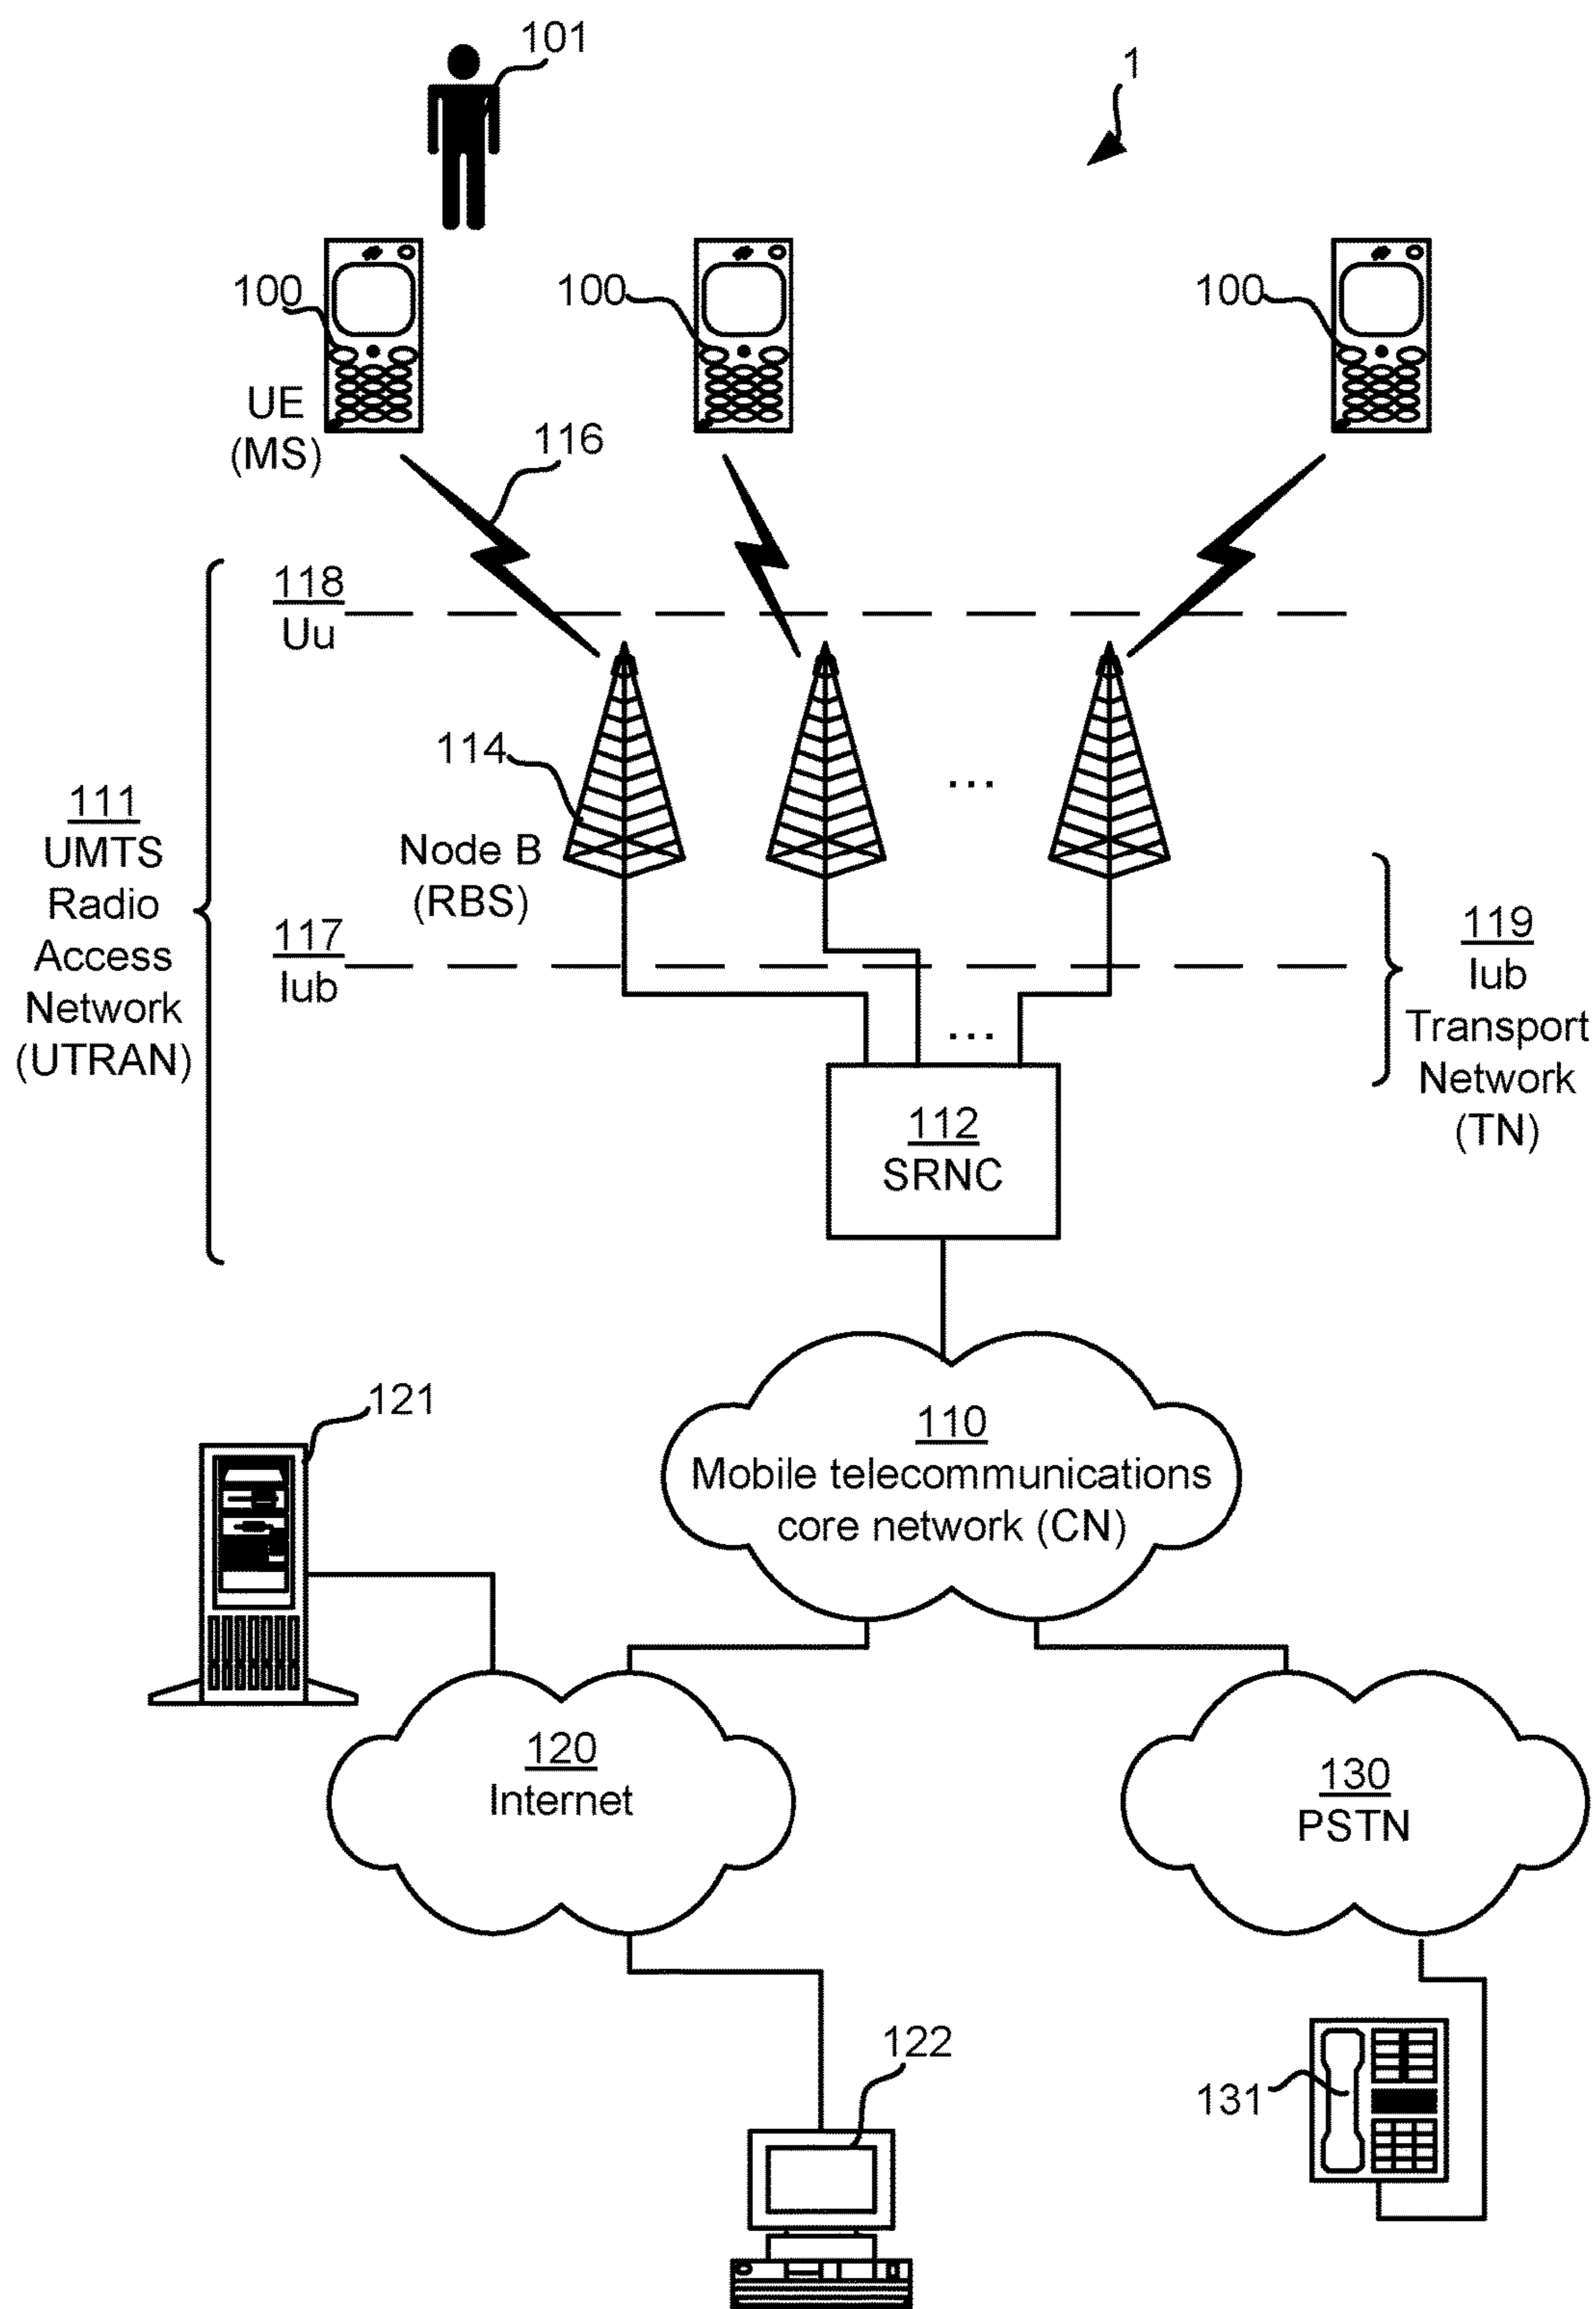 101
1
100
100
100
UE
(MS)
116
118
Uu
114
111
UMTS
Radio
Access
Network
(UTRAN)
Node B
(RBS)
117
Iub
119
Iub
Transport
Network
(TN)
...
...
112
SRNC
110
Mobile telecommunications
core network (CN)
121
120
Internet
130
PSTN
122
131